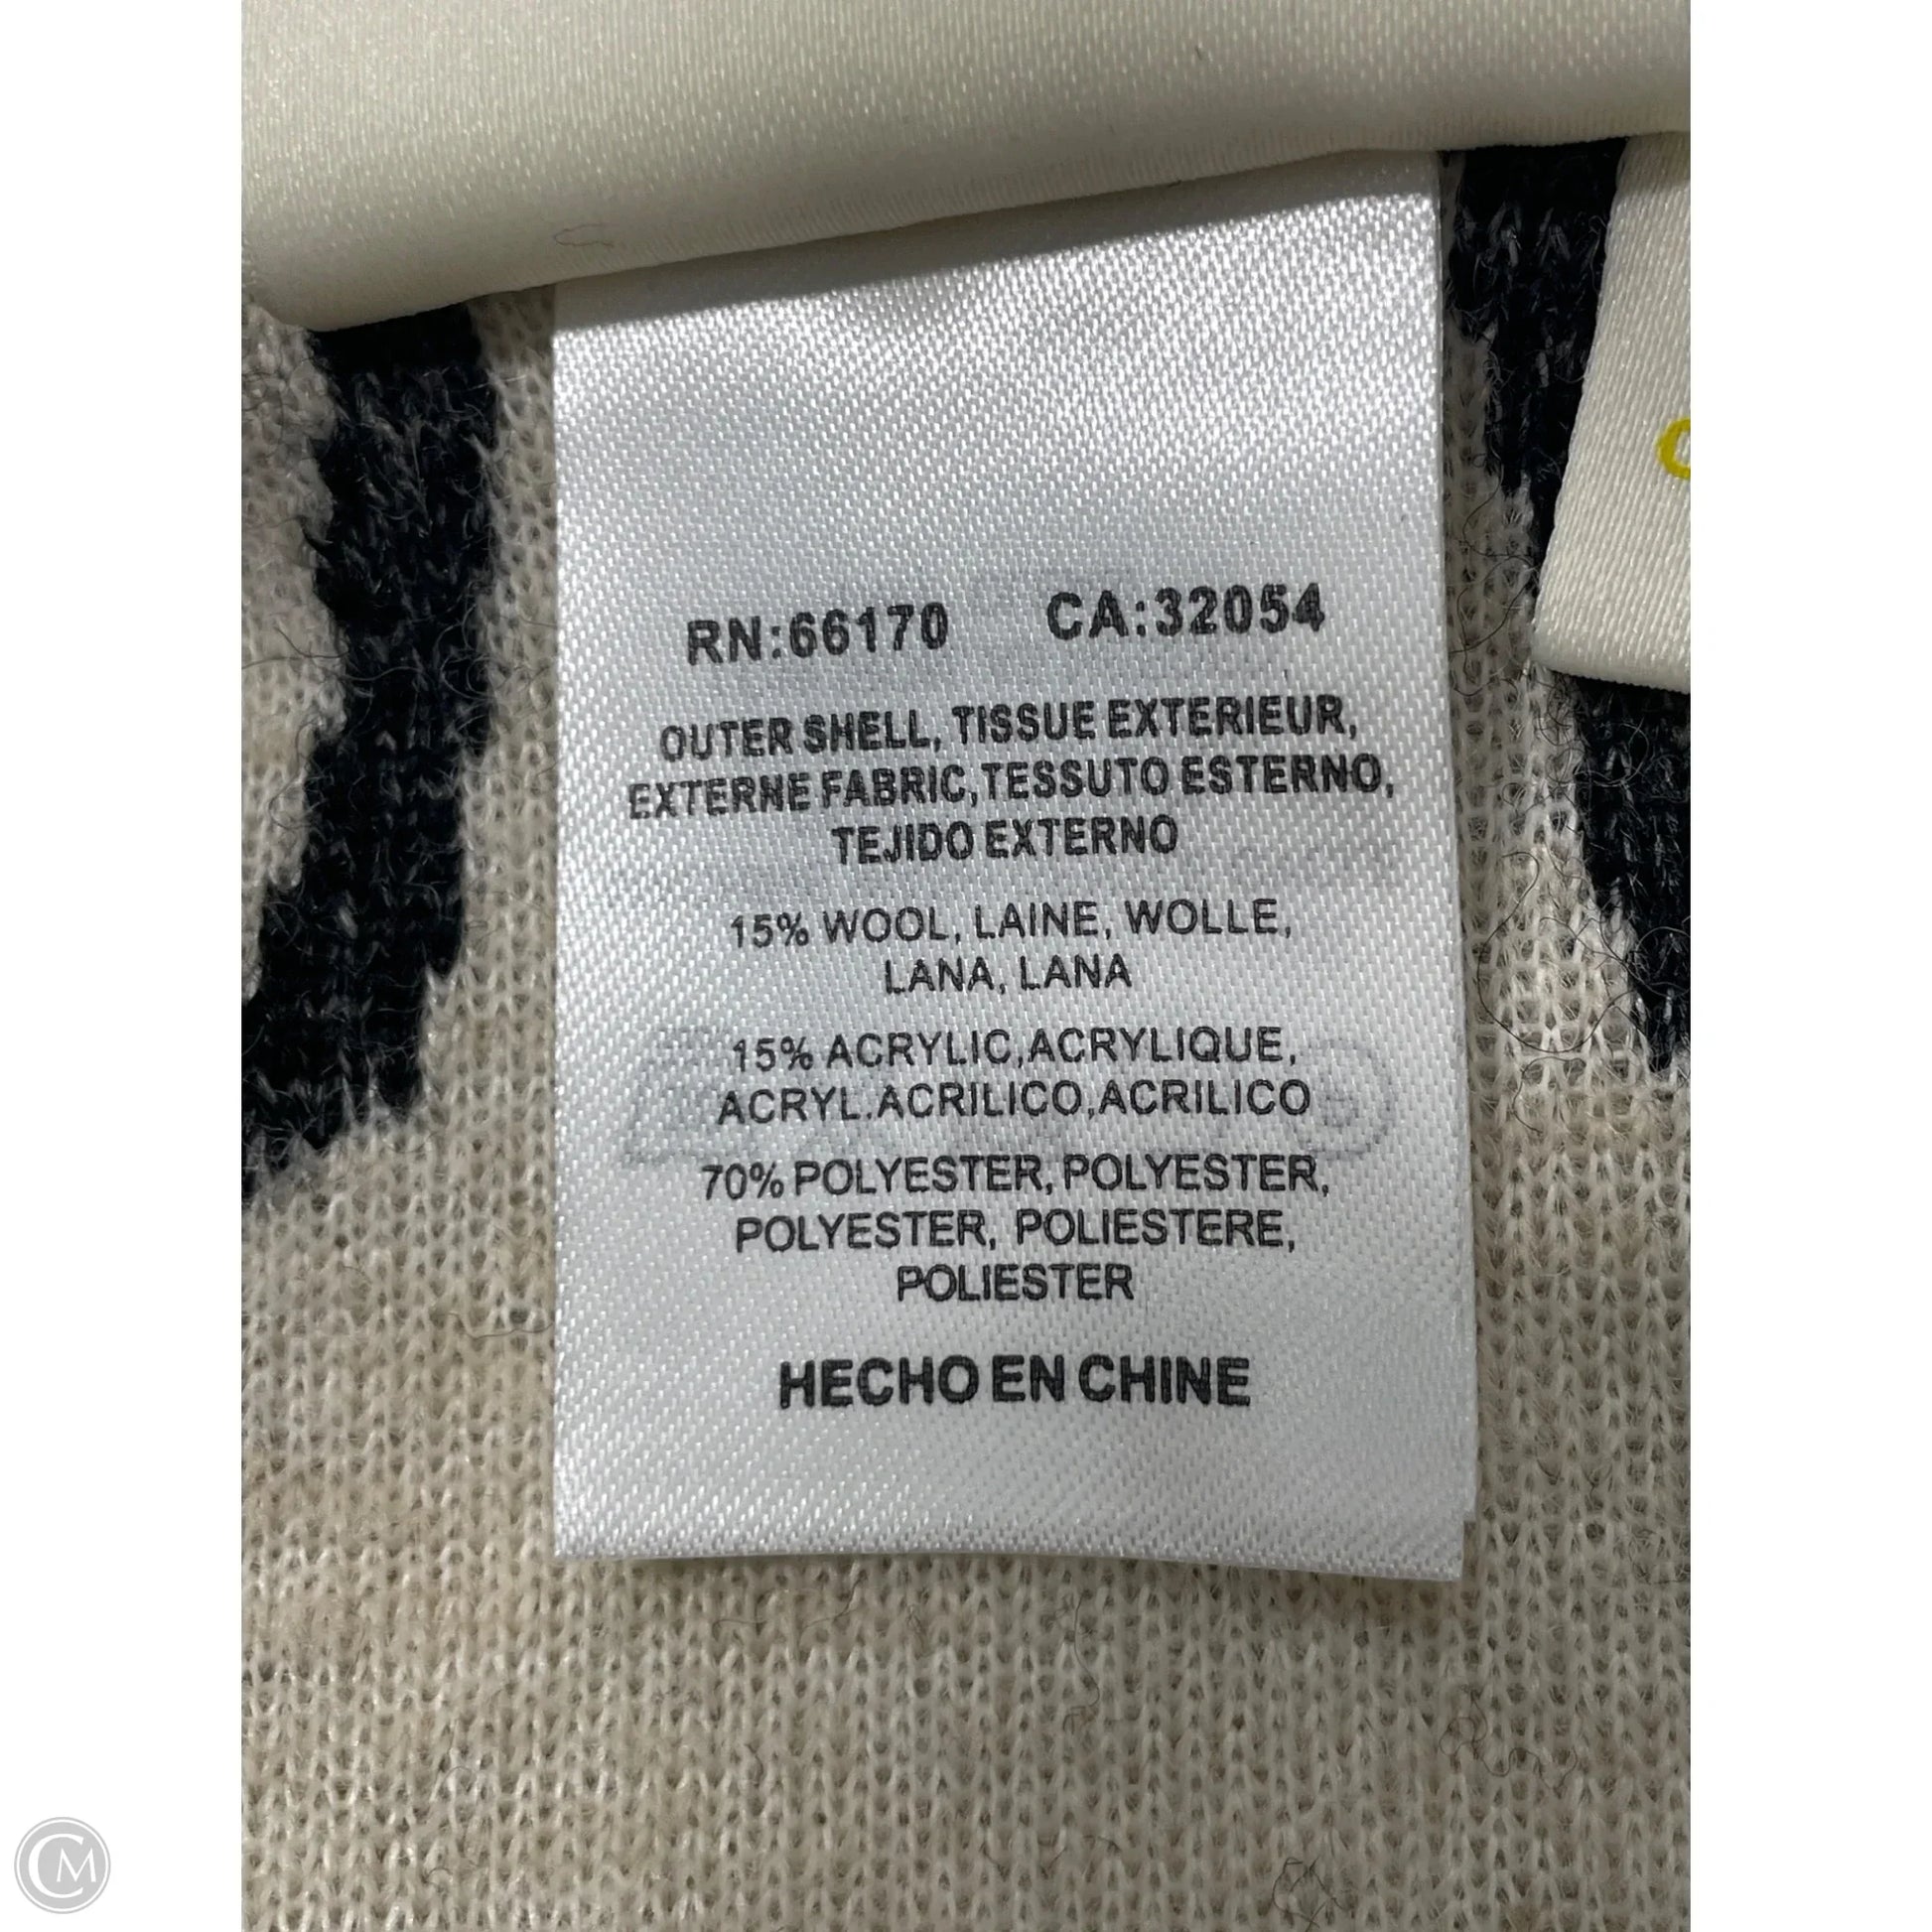 RN:66170 CA:32054
OUTER SHELL, TISSUE EXTERIEUR,
EXTERNE FABRIC,TESSUTO ESTERNO,
TEJIDO EXTERNO
15% WOOL, LAINE, WOLLE,
LANA, LANA
15% ACRYLIC,ACRYLIQUE,
ACRYL.ACRILICO,ACRILICO
70% POLYESTER, POLYESTER,
POLYESTER, POLIESTERE,
POLIESTER
HECHO EN CHINE
CM